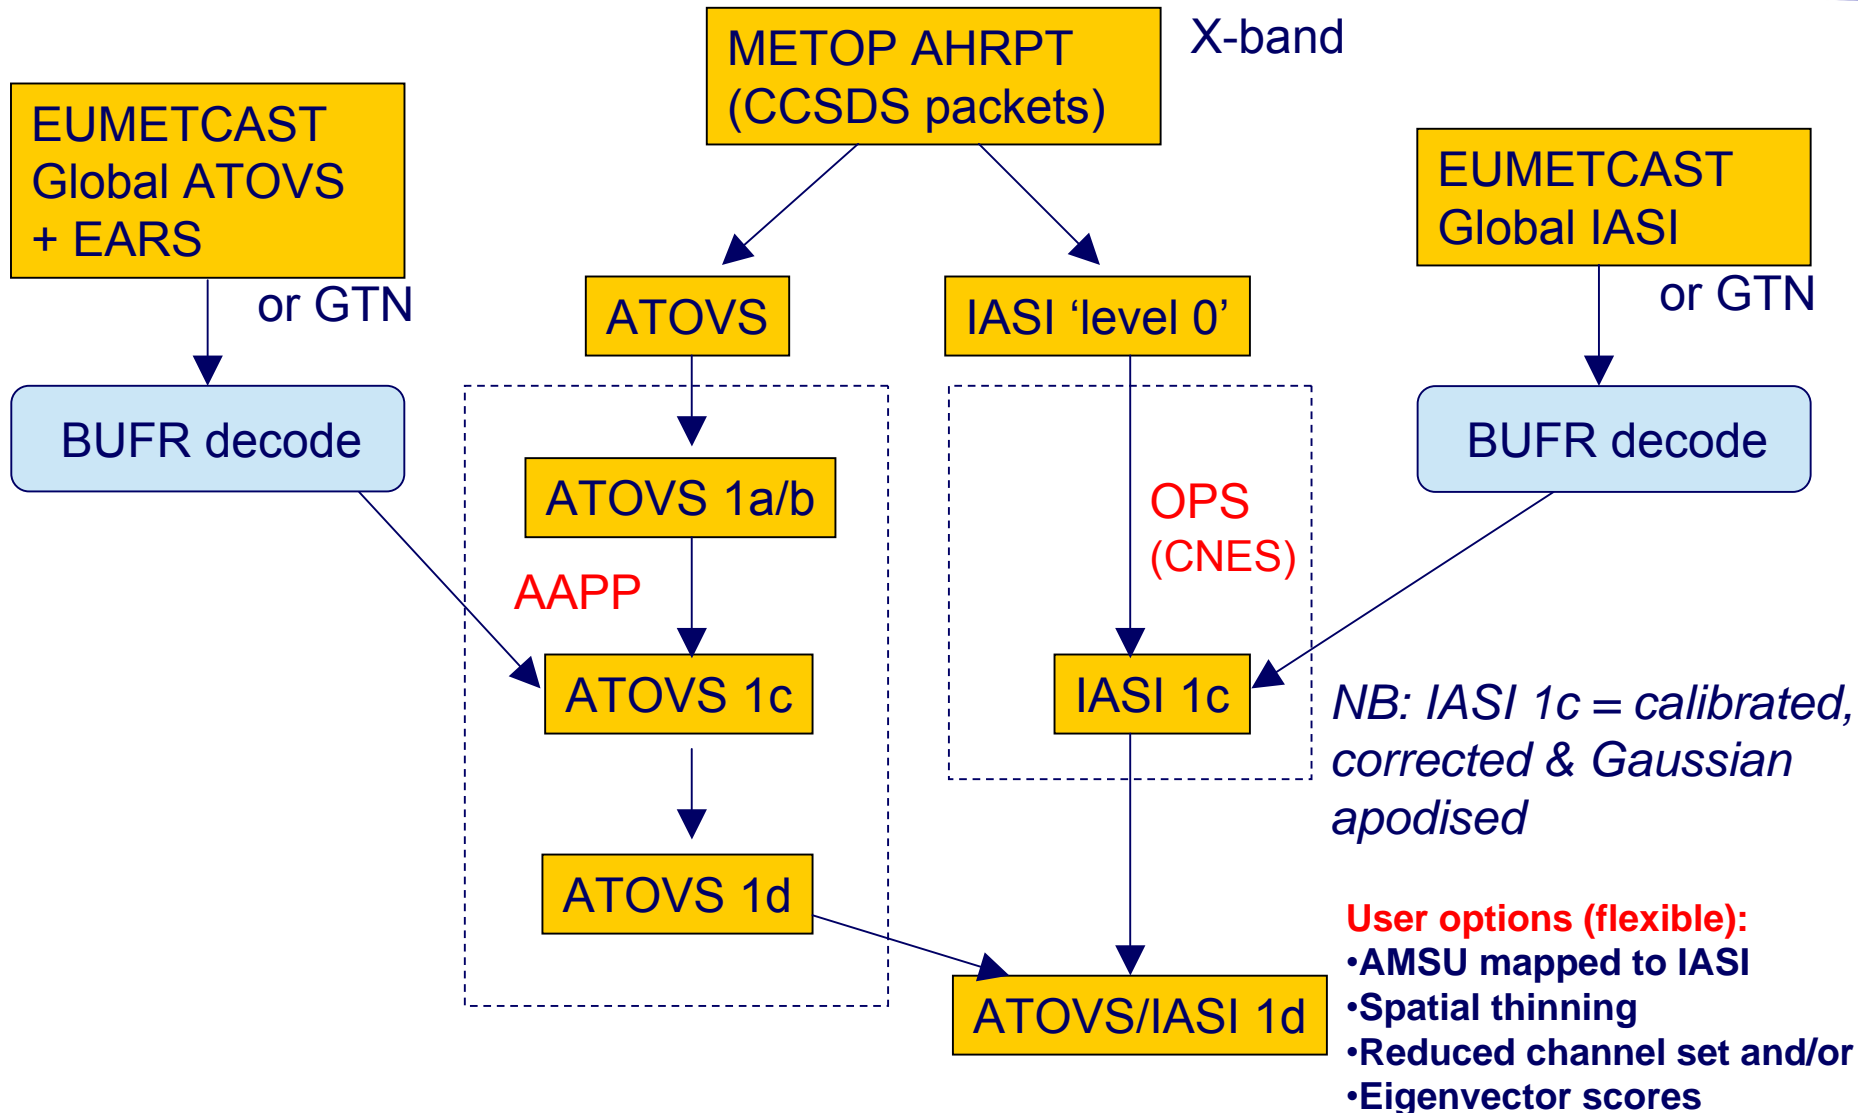 METOP AHRPT
(CCSDS packets)
X-band
EUMETCAST
Global ATOVS
+ EARS
or GTN
EUMETCAST
Global IASI
or GTN
ATOVS
IASI ‘level 0’
BUFR decode
BUFR decode
ATOVS 1a/b
OPS
(CNES)
AAPP
ATOVS 1c
IASI 1c
NB: IASI 1c = calibrated,
corrected & Gaussian
apodised
ATOVS 1d
ATOVS/IASI 1d
User options (flexible):
•AMSU mapped to IASI
•Spatial thinning
•Reduced channel set and/or
•Eigenvector scores